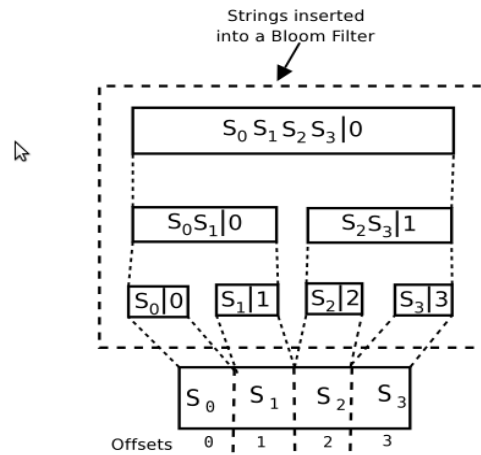 Strings inserted
into a Bloom Filter
S₀ S₁ S₂ S₃|0
S₀S₁|0 S₂S₃|1
S₀|0 S₁|1 S₂|2 S₃|3
S₀ S₁ S₂ S₃
Offsets 0 1 2 3